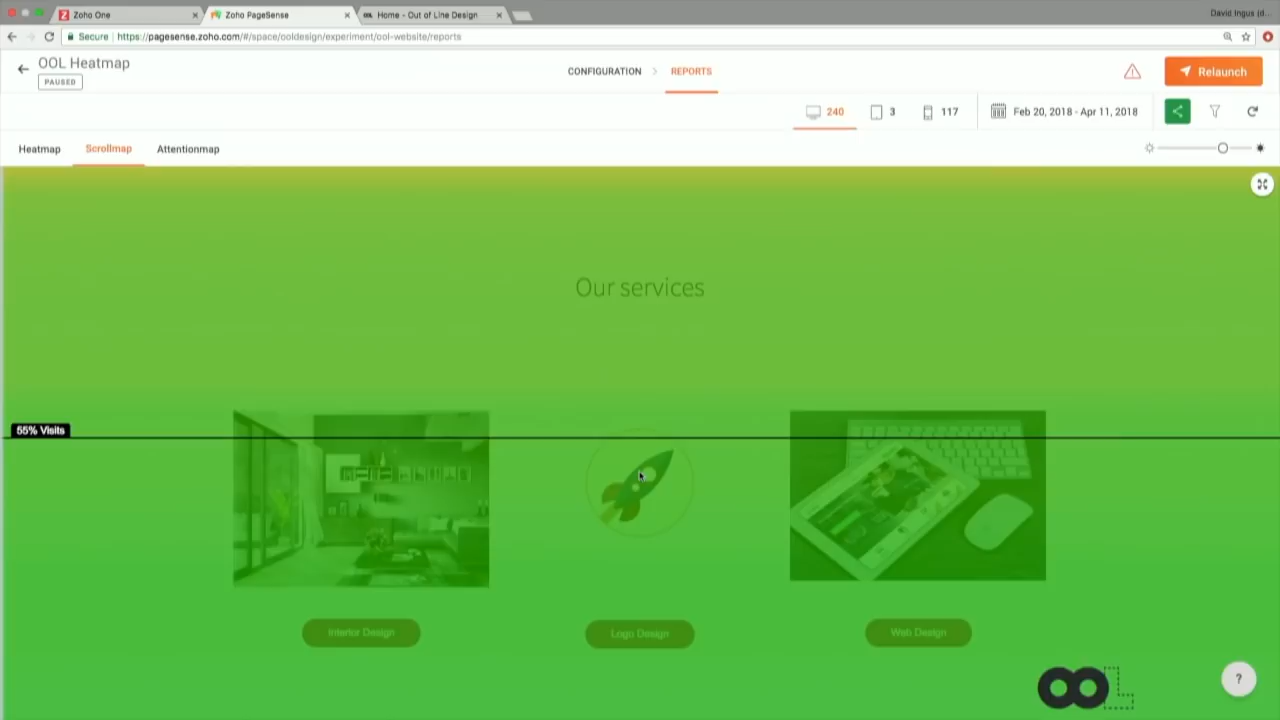 Zoho One
Zoho PageSense
Home - Out of Line Design
David Ingus (d...
Secure
https://pagesense.zoho.com/#/space/ooldesign/experiment/ool-website/reports
OOL Heatmap
PAUSED
CONFIGURATION
REPORTS
Relaunch
240
3
117
Feb 20, 2018 - Apr 11, 2018
Heatmap
Scrollmap
Attentionmap
Our services
55% Visits
Interior Design
Logo Design
Web Design
OOL
?